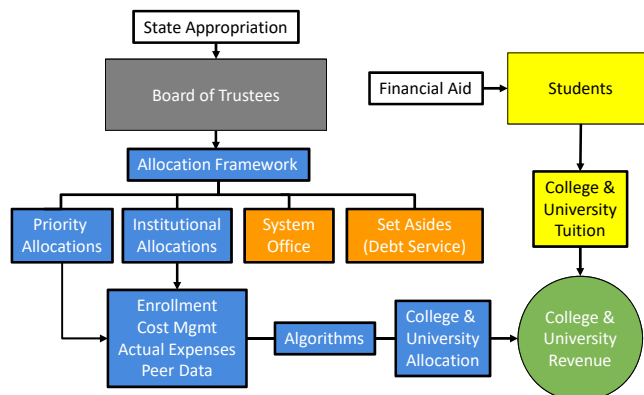 State Appropriation
Board of Trustees
Financial Aid
Students
Allocation Framework
Priority
Allocations
Institutional
Allocations
System
Office
Set Asides
(Debt Service)
College &
University
Tuition
Enrollment
Cost Mgmt
Actual Expenses
Peer Data
Algorithms
College &
University
Allocation
College &
University
Revenue